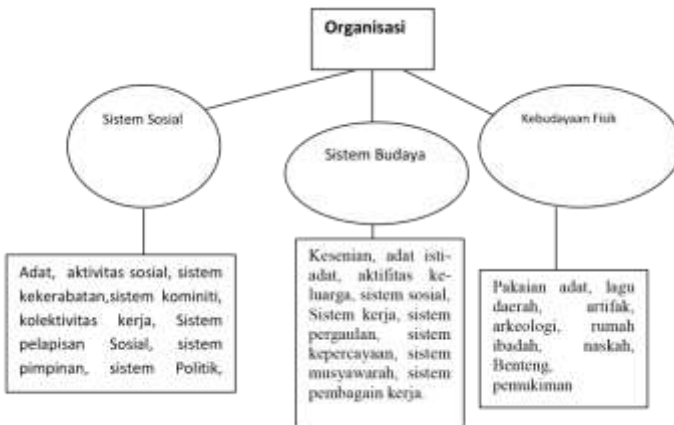 Organisasi
Sistem Sosial
Sistem Budaya
Kebudayaan Fisik
Adat, aktivitas sosial, sistem
kekerabatan,sistem kominiti,
kolektivitas kerja, Sistem
pelapisan Sosial, sistem
pimpinan, sistem Politik,
Kesenian, adat isti-
adat, aktifitas ke-
luarga, sistem sosial,
Sistem kerja, sistem
pergaulan, sistem
kepercayaan, sistem
musyawarah, sistem
pembagain kerja.
Pakaian adat, lagu
daerah, artifak,
arkeologi, rumah
ibadah, naskah,
Benteng,
pemukiman